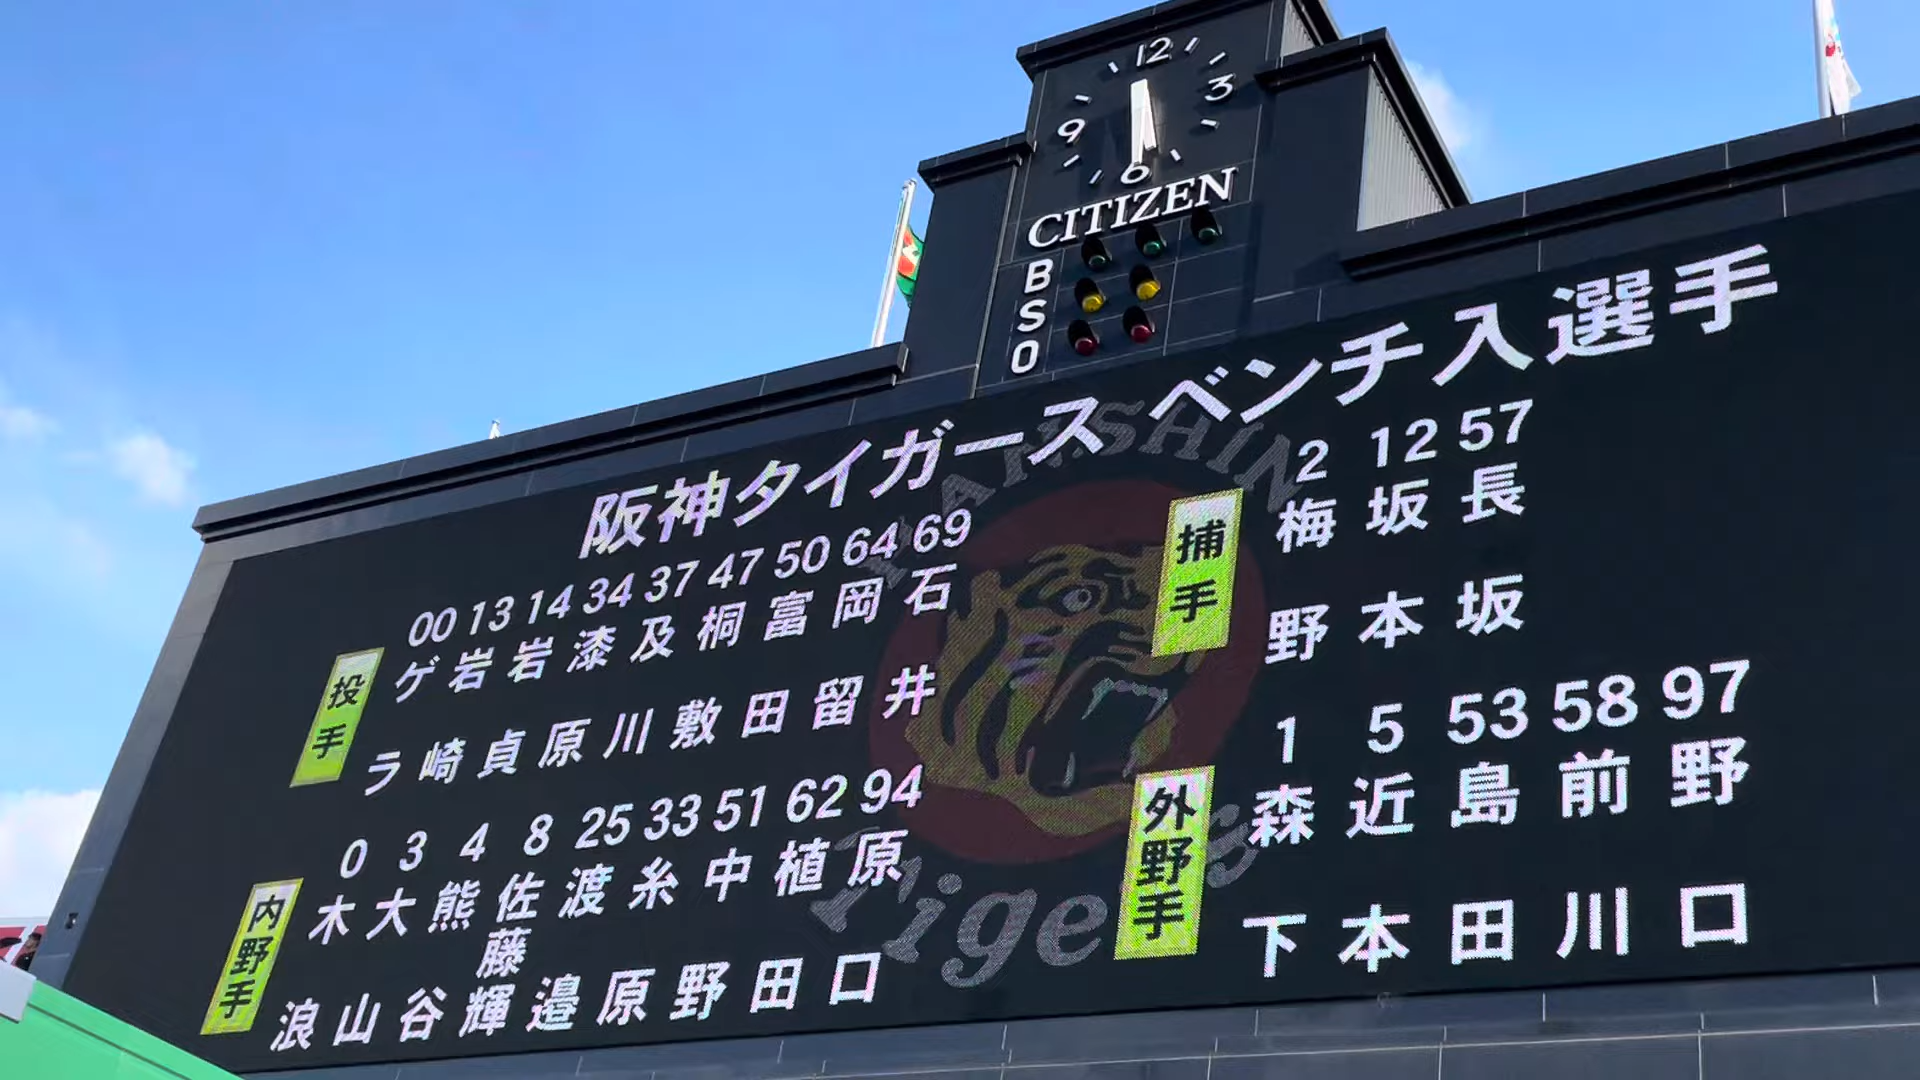 12
3
6
9
CITIZEN
B
S
O
阪神タイガース ベンチ入選手
HANSHIN
Tigers
投手
00 13 14 34 37 47 50 64 69
ゲラ 岩崎 岩貞 漆原 及川 桐敷 富田 岡留 石井
捕手
2 12 57
梅野 坂本 長坂
内野手
0 3 4 8 25 33 51 62 94
木浪 大山 熊谷 佐藤輝 渡邉 糸原 中野 植田 原口
外野手
1 5 53 58 97
森下 近本 島田 前川 野口